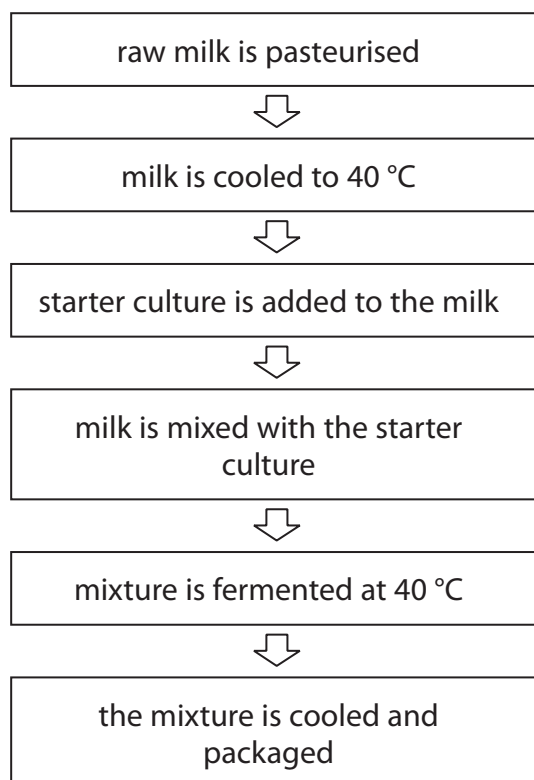 raw milk is pasteurised
milk is cooled to 40 °C
starter culture is added to the milk
milk is mixed with the starter
culture
mixture is fermented at 40 °C
the mixture is cooled and
packaged